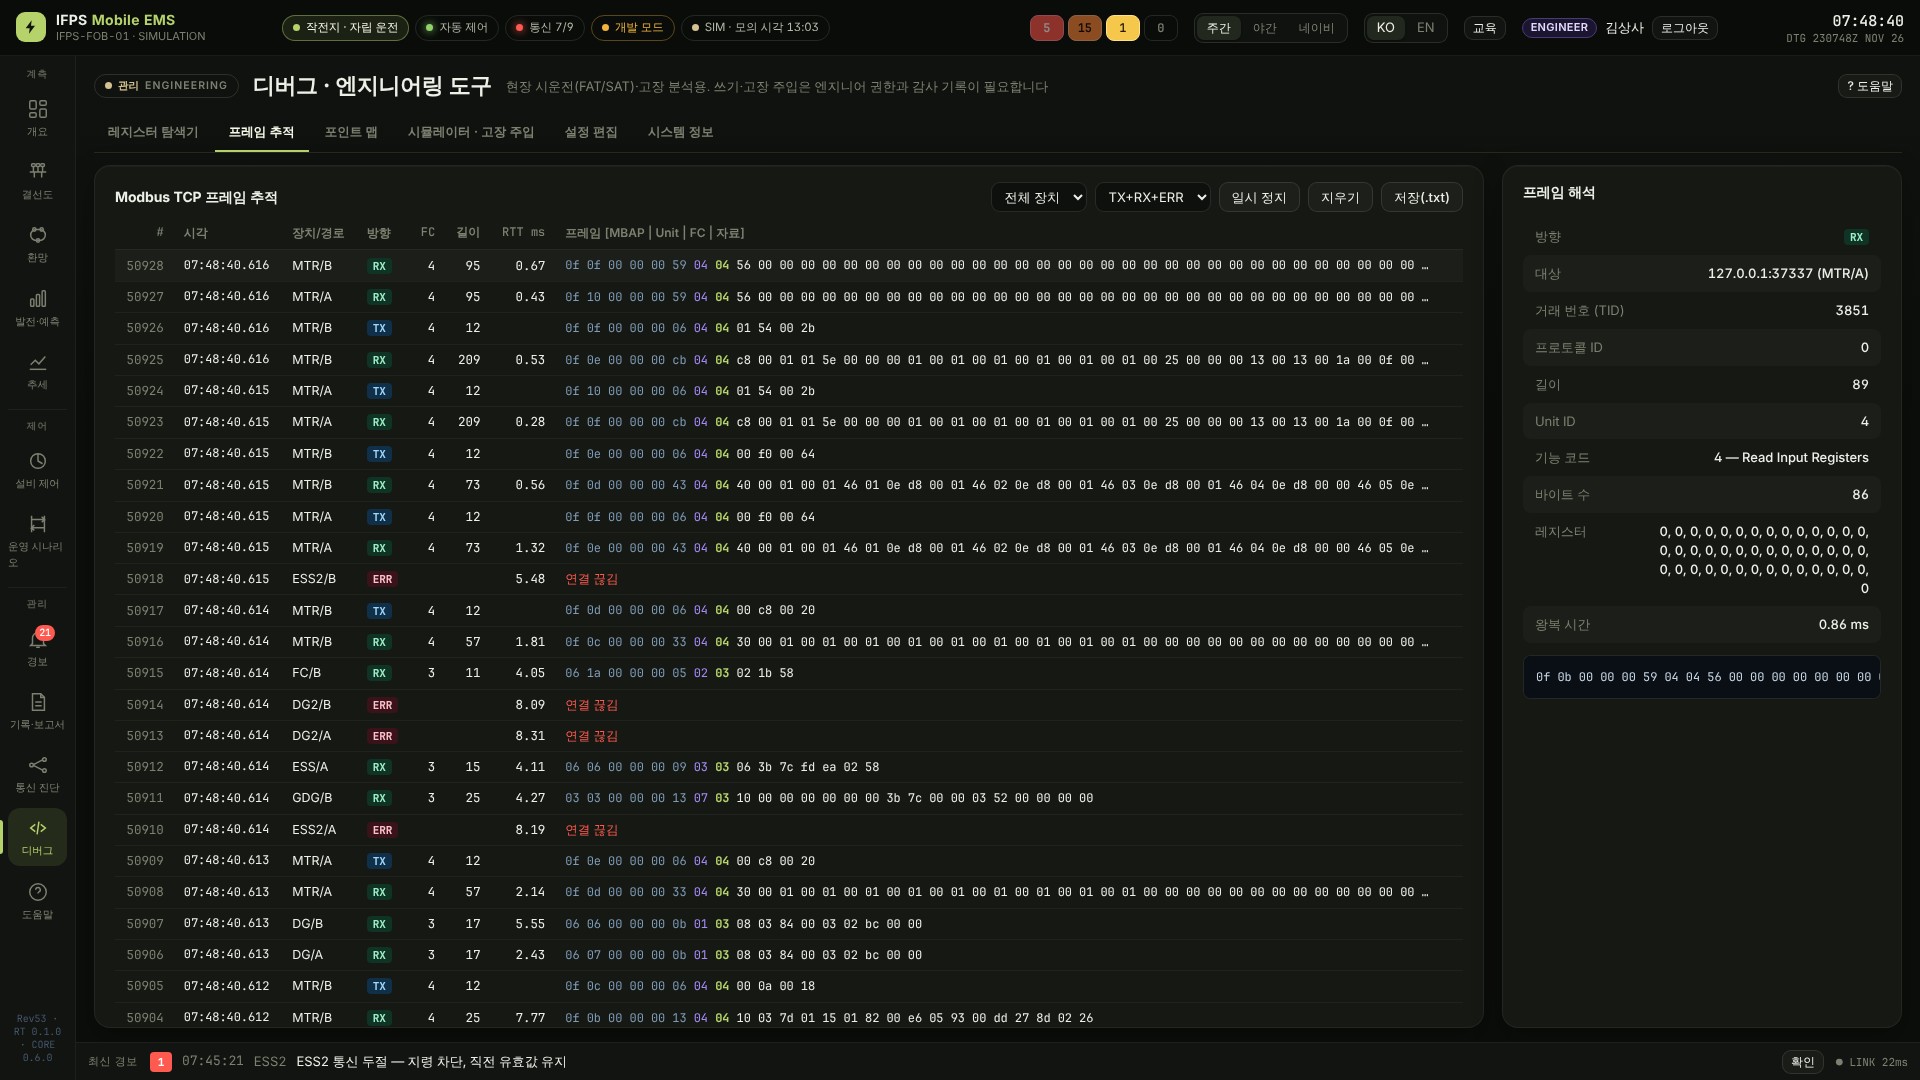 IFPS Mobile EMS
IFPS-FOB-01 · SIMULATION
작전지 · 자립 운전
자동 제어
통신 7/9
개발 모드
SIM · 모의 시각 13:03
5 15 1 0
주간 야간 네이비
KO EN
교육
ENGINEER 김상사 로그아웃
07:48:40
DTG 230748Z NOV 26
계측
개요
결선도
환망
발전·예측
추세
제어
설비 제어
운영 시나리오
관리
21
경보
기록·보고서
통신 진단
디버그
도움말
Rev53 · RT 0.1.0 · CORE 0.6.0
관리 ENGINEERING
디버그 · 엔지니어링 도구
현장 시운전(FAT/SAT)·고장 분석용. 쓰기·고장 주입은 엔지니어 권한과 감사 기록이 필요합니다
? 도움말
레지스터 탐색기 프레임 추적 포인트 맵 시뮬레이터 · 고장 주입 설정 편집 시스템 정보
Modbus TCP 프레임 추적
전체 장치 TX+RX+ERR 일시 정지 지우기 저장(.txt)
# 시각 장치/경로 방향 FC 길이 RTT ms 프레임 [MBAP | Unit | FC | 자료]
50928 07:48:40.616 MTR/B RX 4 95 0.67 0f 0f 00 00 00 59 04 04 56 00 00 00 00 00 00 00 00 00 00 00 00 00 00 00 00 00 00 00 00 00 00 00 00 00 00 00 00 00 00 00 …
50927 07:48:40.616 MTR/A RX 4 95 0.43 0f 10 00 00 00 59 04 04 56 00 00 00 00 00 00 00 00 00 00 00 00 00 00 00 00 00 00 00 00 00 00 00 00 00 00 00 00 00 00 00 …
50926 07:48:40.616 MTR/B TX 4 12 0f 0f 00 00 00 06 04 04 01 54 00 2b
50925 07:48:40.616 MTR/B RX 4 209 0.53 0f 0e 00 00 00 cb 04 04 c8 00 01 01 5e 00 00 00 01 00 01 00 01 00 01 00 01 00 01 00 25 00 00 00 13 00 13 00 1a 00 0f 00 …
50924 07:48:40.615 MTR/A TX 4 12 0f 10 00 00 00 06 04 04 01 54 00 2b
50923 07:48:40.615 MTR/A RX 4 209 0.28 0f 0f 00 00 00 cb 04 04 c8 00 01 01 5e 00 00 00 01 00 01 00 01 00 01 00 01 00 01 00 25 00 00 00 13 00 13 00 1a 00 0f 00 …
50922 07:48:40.615 MTR/B TX 4 12 0f 0e 00 00 00 06 04 04 00 f0 00 64
50921 07:48:40.615 MTR/B RX 4 73 0.56 0f 0d 00 00 00 43 04 04 40 00 01 00 01 46 01 0e d8 00 01 46 02 0e d8 00 01 46 03 0e d8 00 01 46 04 0e d8 00 00 46 05 0e …
50920 07:48:40.615 MTR/A TX 4 12 0f 0f 00 00 00 06 04 04 00 f0 00 64
50919 07:48:40.615 MTR/A RX 4 73 1.32 0f 0e 00 00 00 43 04 04 40 00 01 00 01 46 01 0e d8 00 01 46 02 0e d8 00 01 46 03 0e d8 00 01 46 04 0e d8 00 00 46 05 0e …
50918 07:48:40.615 ESS2/B ERR 5.48 연결 끊김
50917 07:48:40.614 MTR/B TX 4 12 0f 0d 00 00 00 06 04 04 00 c8 00 20
50916 07:48:40.614 MTR/B RX 4 57 1.81 0f 0c 00 00 00 33 04 04 30 00 01 00 01 00 01 00 01 00 01 00 01 00 01 00 01 00 01 00 00 00 00 00 00 00 00 00 00 00 00 00 …
50915 07:48:40.614 FC/B RX 3 11 4.05 06 1a 00 00 00 05 02 03 02 1b 58
50914 07:48:40.614 DG2/B ERR 8.09 연결 끊김
50913 07:48:40.614 DG2/A ERR 8.31 연결 끊김
50912 07:48:40.614 ESS/A RX 3 15 4.11 06 06 00 00 00 09 03 03 06 3b 7c fd ea 02 58
50911 07:48:40.614 GDG/B RX 3 25 4.27 03 03 00 00 00 13 07 03 10 00 00 00 00 00 00 3b 7c 00 00 03 52 00 00 00 00
50910 07:48:40.614 ESS2/A ERR 8.19 연결 끊김
50909 07:48:40.613 MTR/A TX 4 12 0f 0e 00 00 00 06 04 04 00 c8 00 20
50908 07:48:40.613 MTR/A RX 4 57 2.14 0f 0d 00 00 00 33 04 04 30 00 01 00 01 00 01 00 01 00 01 00 01 00 01 00 01 00 01 00 00 00 00 00 00 00 00 00 00 00 00 00 …
50907 07:48:40.613 DG/B RX 3 17 5.55 06 06 00 00 00 0b 01 03 08 03 84 00 03 02 bc 00 00
50906 07:48:40.613 DG/A RX 3 17 2.43 06 07 00 00 00 0b 01 03 08 03 84 00 03 02 bc 00 00
50905 07:48:40.612 MTR/B TX 4 12 0f 0c 00 00 00 06 04 04 00 0a 00 18
50904 07:48:40.612 MTR/B RX 4 25 7.77 0f 0b 00 00 00 13 04 04 10 03 7d 01 15 01 82 00 e6 05 93 00 dd 27 8d 02 26
프레임 해석
방향 RX
대상 127.0.0.1:37337 (MTR/A)
거래 번호 (TID) 3851
프로토콜 ID 0
길이 89
Unit ID 4
기능 코드 4 — Read Input Registers
바이트 수 86
레지스터 0, 0, 0, 0, 0, 0, 0, 0, 0, 0, 0, 0, 0, 0,
0, 0, 0, 0, 0, 0, 0, 0, 0, 0, 0, 0, 0, 0,
0, 0, 0, 0, 0, 0, 0, 0, 0, 0, 0, 0, 0, 0,
0
왕복 시간 0.86 ms
0f 0b 00 00 00 59 04 04 56 00 00 00 00 00 00 00
최신 경보 1 07:45:21 ESS2 ESS2 통신 두절 — 지령 차단, 직전 유효값 유지
확인 LINK 22ms